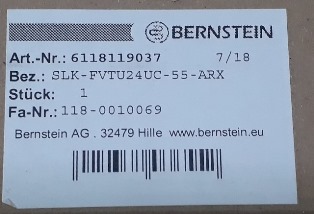 BERNSTEIN
Art.-Nr.: 6118119037 7/18
Bez.: SLK-FVTU24UC-55-ARX
Stück: 1
Fa-Nr.: 118-0010069
Bernstein AG . 32479 Hille www.bernstein.eu